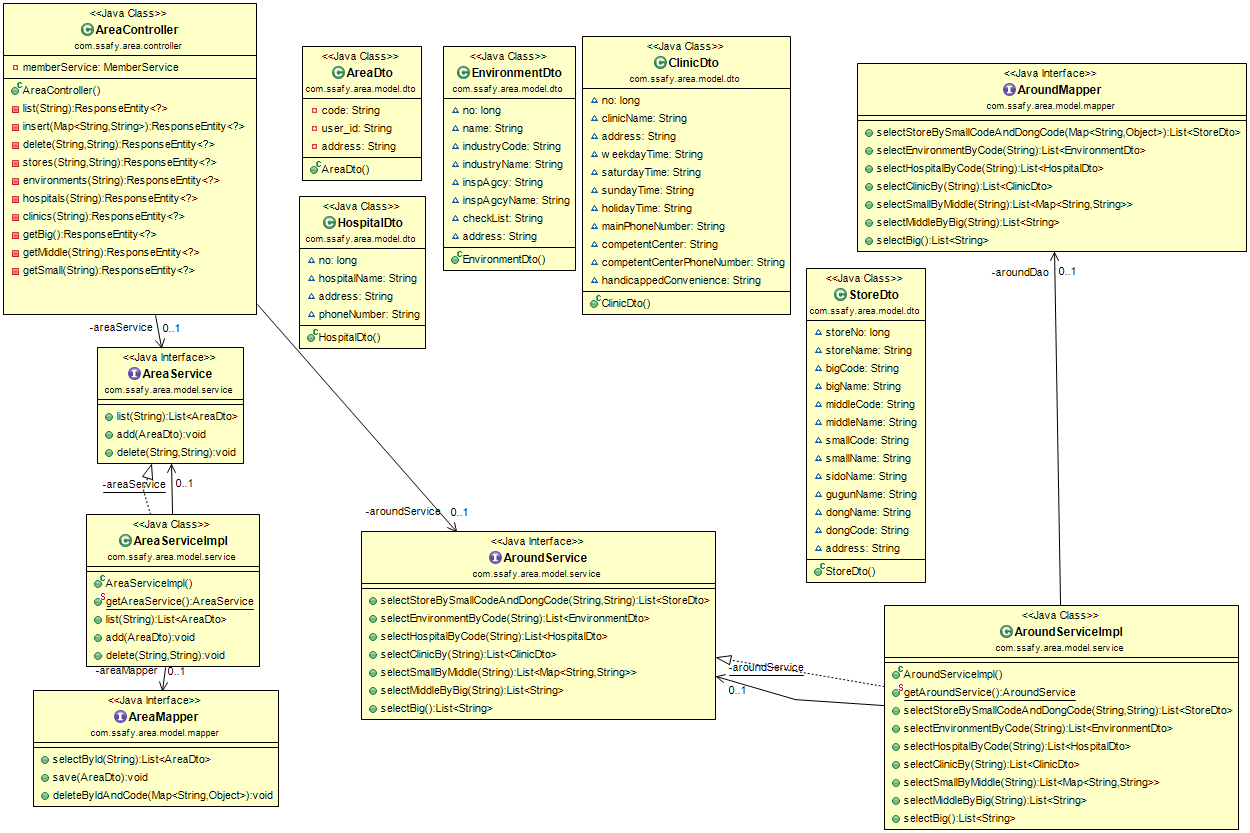 <<Java Class>>
AreaController
com.ssafy.area.controller
memberService: MemberService
AreaController()
list(String):ResponseEntity<?>
insert(Map<String,String>):ResponseEntity<?>
delete(String,String):ResponseEntity<?>
stores(String,String):ResponseEntity<?>
environments(String):ResponseEntity<?>
hospitals(String):ResponseEntity<?>
clinics(String):ResponseEntity<?>
getBig():ResponseEntity<?>
getMiddle(String):ResponseEntity<?>
getSmall(String):ResponseEntity<?>
<<Java Class>>
AreaDto
com.ssafy.area.model.dto
code: String
user_id: String
address: String
AreaDto()
<<Java Class>>
HospitalDto
com.ssafy.area.model.dto
no: long
hospitalName: String
address: String
phoneNumber: String
HospitalDto()
<<Java Class>>
EnvironmentDto
com.ssafy.area.model.dto
no: long
name: String
industryCode: String
industryName: String
inspAgcy: String
inspAgcyName: String
checkList: String
address: String
EnvironmentDto()
<<Java Class>>
ClinicDto
com.ssafy.area.model.dto
no: long
clinicName: String
address: String
weekdayTime: String
saturdayTime: String
sundayTime: String
holidayTime: String
mainPhoneNumber: String
competentCenter: String
competentCenterPhoneNumber: String
handicappedConvenience: String
ClinicDto()
<<Java Interface>>
AroundMapper
com.ssafy.area.model.mapper
selectStoreBySmallCodeAndDongCode(Map<String,Object>):List<StoreDto>
selectEnvironmentByCode(String):List<EnvironmentDto>
selectHospitalByCode(String):List<HospitalDto>
selectClinicBy(String):List<ClinicDto>
selectSmallByMiddle(String):List<Map<String,String>>
selectMiddleByBig(String):List<String>
selectBig():List<String>
-aroundDao
0..1
<<Java Class>>
StoreDto
com.ssafy.area.model.dto
storeNo: long
storeName: String
bigCode: String
bigName: String
middleCode: String
middleName: String
smallCode: String
smallName: String
sidoName: String
gugunName: String
dongName: String
dongCode: String
address: String
StoreDto()
-areaService
0..1
<<Java Interface>>
AreaService
com.ssafy.area.model.service
list(String):List<AreaDto>
add(AreaDto):void
delete(String,String):void
-areaService
0..1
<<Java Class>>
AreaServiceImpl
com.ssafy.area.model.service
AreaServiceImpl()
getAreaService():AreaService
list(String):List<AreaDto>
add(AreaDto):void
delete(String,String):void
-areaMapper
0..1
<<Java Interface>>
AreaMapper
com.ssafy.area.model.mapper
selectById(String):List<AreaDto>
save(AreaDto):void
deleteByIdAndCode(Map<String,Object>):void
-aroundService
0..1
<<Java Interface>>
AroundService
com.ssafy.area.model.service
selectStoreBySmallCodeAndDongCode(String,String):List<StoreDto>
selectEnvironmentByCode(String):List<EnvironmentDto>
selectHospitalByCode(String):List<HospitalDto>
selectClinicBy(String):List<ClinicDto>
selectSmallByMiddle(String):List<Map<String,String>>
selectMiddleByBig(String):List<String>
selectBig():List<String>
-aroundService
0..1
<<Java Class>>
AroundServiceImpl
com.ssafy.area.model.service
AroundServiceImpl()
getAroundService():AroundService
selectStoreBySmallCodeAndDongCode(String,String):List<StoreDto>
selectEnvironmentByCode(String):List<EnvironmentDto>
selectHospitalByCode(String):List<HospitalDto>
selectClinicBy(String):List<ClinicDto>
selectSmallByMiddle(String):List<Map<String,String>>
selectMiddleByBig(String):List<String>
selectBig():List<String>